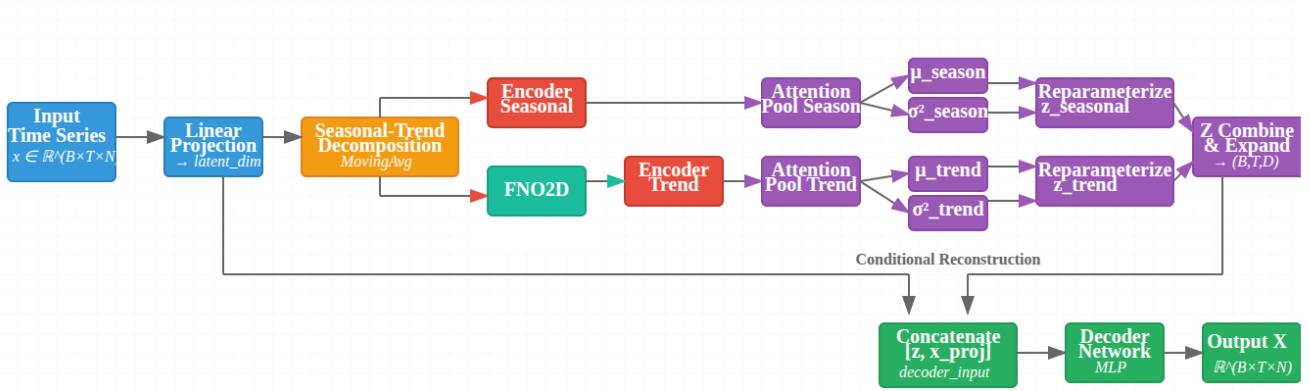 Input
Time Series
x ∈ ℝ^(B×T×N)
Linear
Projection
→ latent_dim
Seasonal-Trend
Decomposition
MovingAvg
Encoder
Seasonal
FNO2D
Encoder
Trend
Attention
Pool Season
Attention
Pool Trend
μ_season
σ²_season
μ_trend
σ²_trend
Reparameterize
z_seasonal
Reparameterize
z_trend
Z Combine
& Expand
→ (B,T,D)
Conditional Reconstruction
Concatenate
[z, x_proj]
decoder_input
Decoder
Network
MLP
Output X
ℝ^(B×T×N)